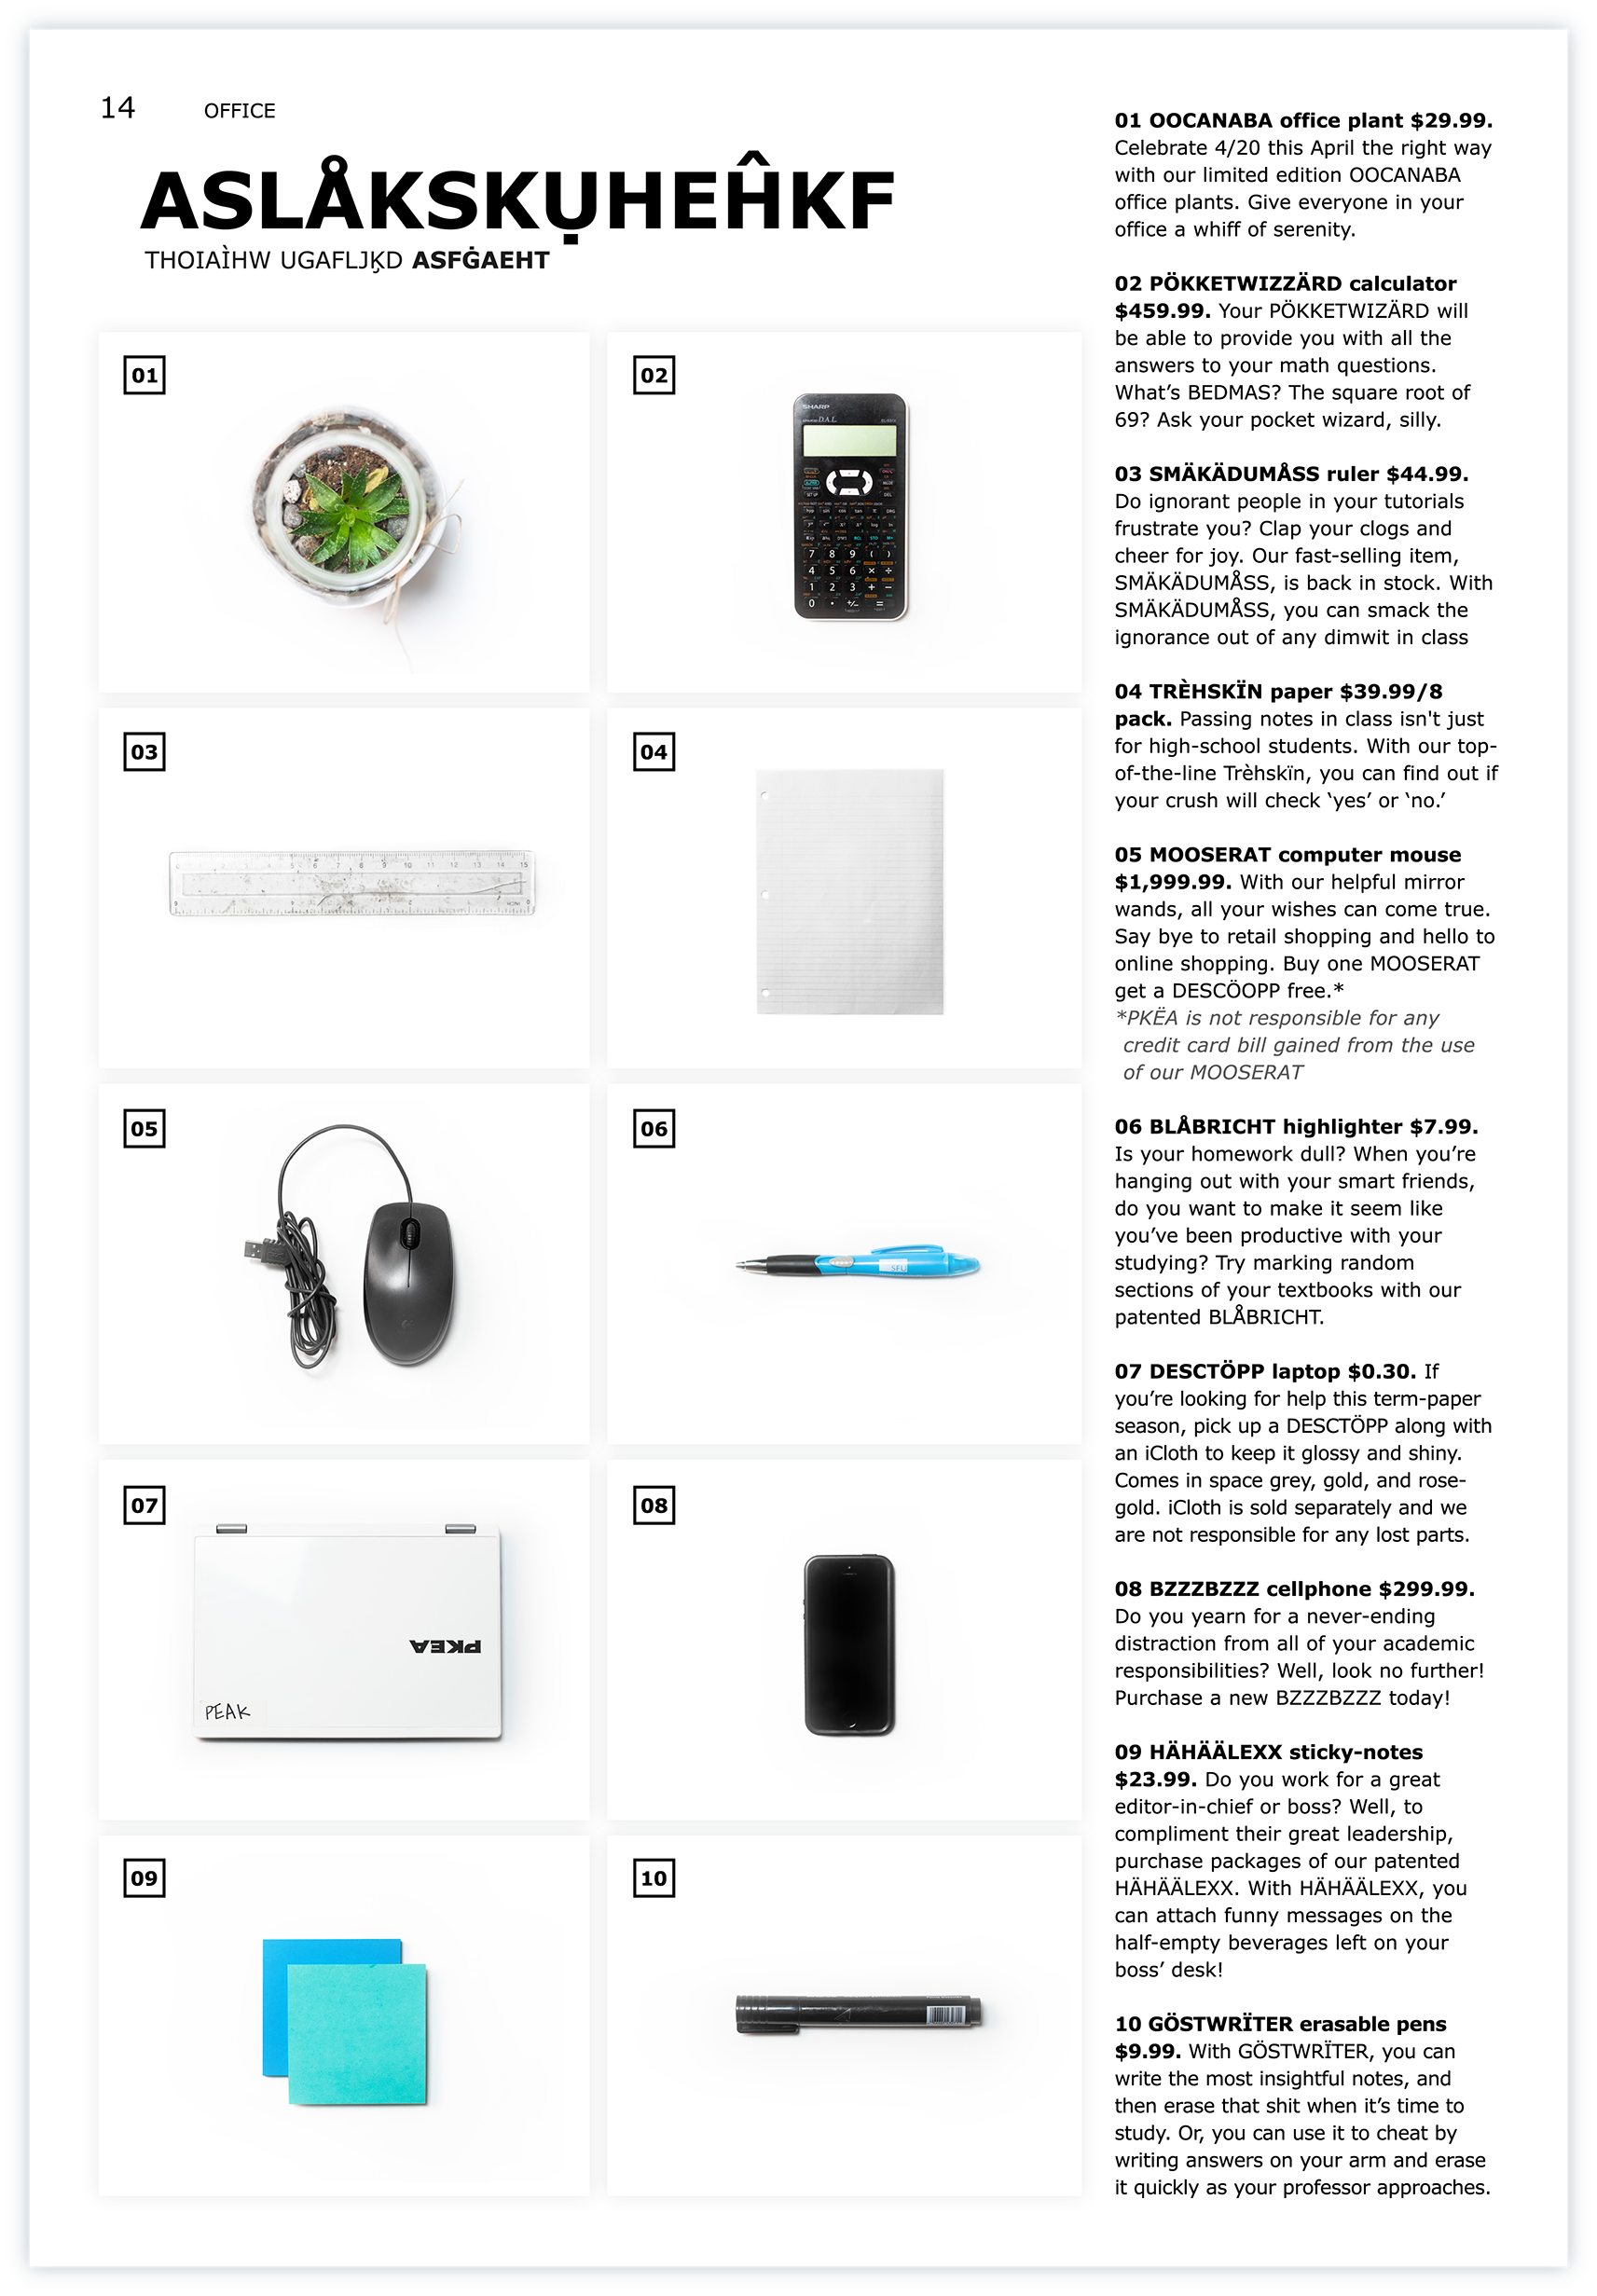 14 OFFICE
ASLÅKSKỤHEĤKF
THOIAÌHW UGAFLJĶD ASFĠAEHT
01
02
SHARP
D.A.L.
7 8 9 ( )
4 5 6 × ÷
1 2 3 + −
0 • +/− =
03
04
05
06
SFU
07
PKEA
PEAK
08
09
10
01 OOCANABA office plant $29.99.
Celebrate 4/20 this April the right way
with our limited edition OOCANABA
office plants. Give everyone in your
office a whiff of serenity.
02 PÖKKETWIZZÄRD calculator
$459.99. Your PÖKKETWIZÄRD will
be able to provide you with all the
answers to your math questions.
What’s BEDMAS? The square root of
69? Ask your pocket wizard, silly.
03 SMÄKÄDUMÅSS ruler $44.99.
Do ignorant people in your tutorials
frustrate you? Clap your clogs and
cheer for joy. Our fast-selling item,
SMÄKÄDUMÅSS, is back in stock. With
SMÄKÄDUMÅSS, you can smack the
ignorance out of any dimwit in class
04 TRÈHSKÏN paper $39.99/8
pack. Passing notes in class isn't just
for high-school students. With our top-
of-the-line Trèhskïn, you can find out if
your crush will check ‘yes’ or ‘no.’
05 MOOSERAT computer mouse
$1,999.99. With our helpful mirror
wands, all your wishes can come true.
Say bye to retail shopping and hello to
online shopping. Buy one MOOSERAT
get a DESCÖOPP free.*
*PKËA is not responsible for any
credit card bill gained from the use
of our MOOSERAT
06 BLÅBRICHT highlighter $7.99.
Is your homework dull? When you’re
hanging out with your smart friends,
do you want to make it seem like
you’ve been productive with your
studying? Try marking random
sections of your textbooks with our
patented BLÅBRICHT.
07 DESCTÖPP laptop $0.30. If
you’re looking for help this term-paper
season, pick up a DESCTÖPP along with
an iCloth to keep it glossy and shiny.
Comes in space grey, gold, and rose-
gold. iCloth is sold separately and we
are not responsible for any lost parts.
08 BZZZBZZZ cellphone $299.99.
Do you yearn for a never-ending
distraction from all of your academic
responsibilities? Well, look no further!
Purchase a new BZZZBZZZ today!
09 HÄHÄÄLEXX sticky-notes
$23.99. Do you work for a great
editor-in-chief or boss? Well, to
compliment their great leadership,
purchase packages of our patented
HÄHÄÄLEXX. With HÄHÄÄLEXX, you
can attach funny messages on the
half-empty beverages left on your
boss’ desk!
10 GÖSTWRÏTER erasable pens
$9.99. With GÖSTWRÏTER, you can
write the most insightful notes, and
then erase that shit when it’s time to
study. Or, you can use it to cheat by
writing answers on your arm and erase
it quickly as your professor approaches.